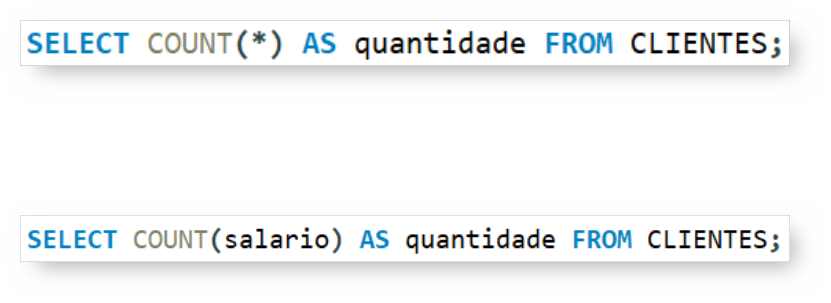 SELECT COUNT(*) AS quantidade FROM CLIENTES;
SELECT COUNT(salario) AS quantidade FROM CLIENTES;